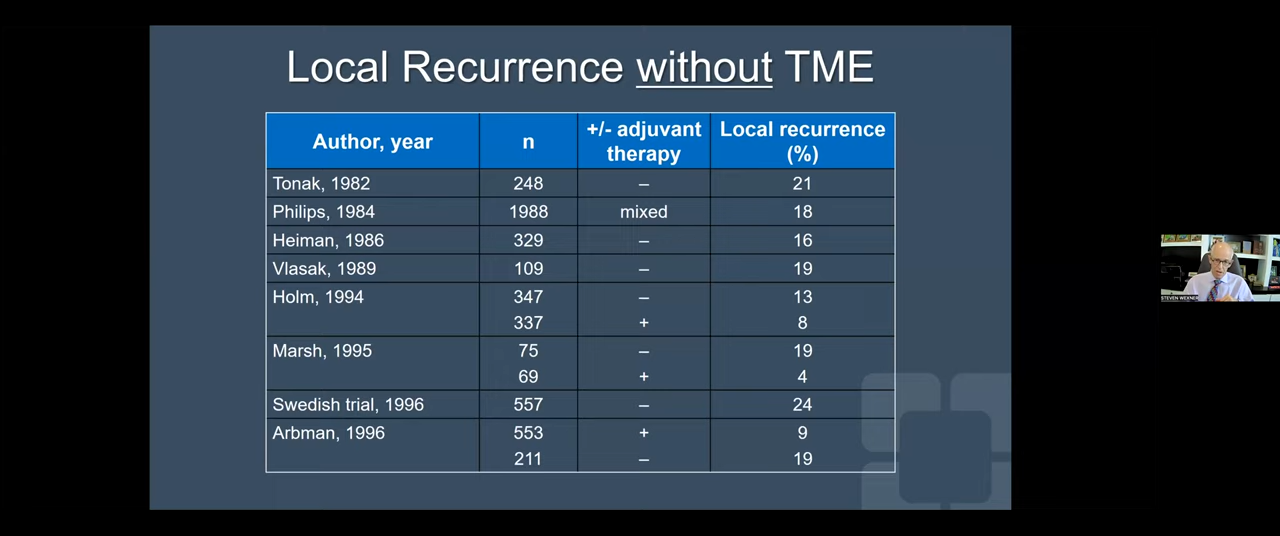 Local Recurrence without TME
Author, year n +/- adjuvant therapy Local recurrence (%)
Tonak, 1982 248 – 21
Philips, 1984 1988 mixed 18
Heiman, 1986 329 – 16
Vlasak, 1989 109 – 19
Holm, 1994 347 – 13
337 + 8
Marsh, 1995 75 – 19
69 + 4
Swedish trial, 1996 557 – 24
Arbman, 1996 553 + 9
211 – 19
STEVEN WEXNER